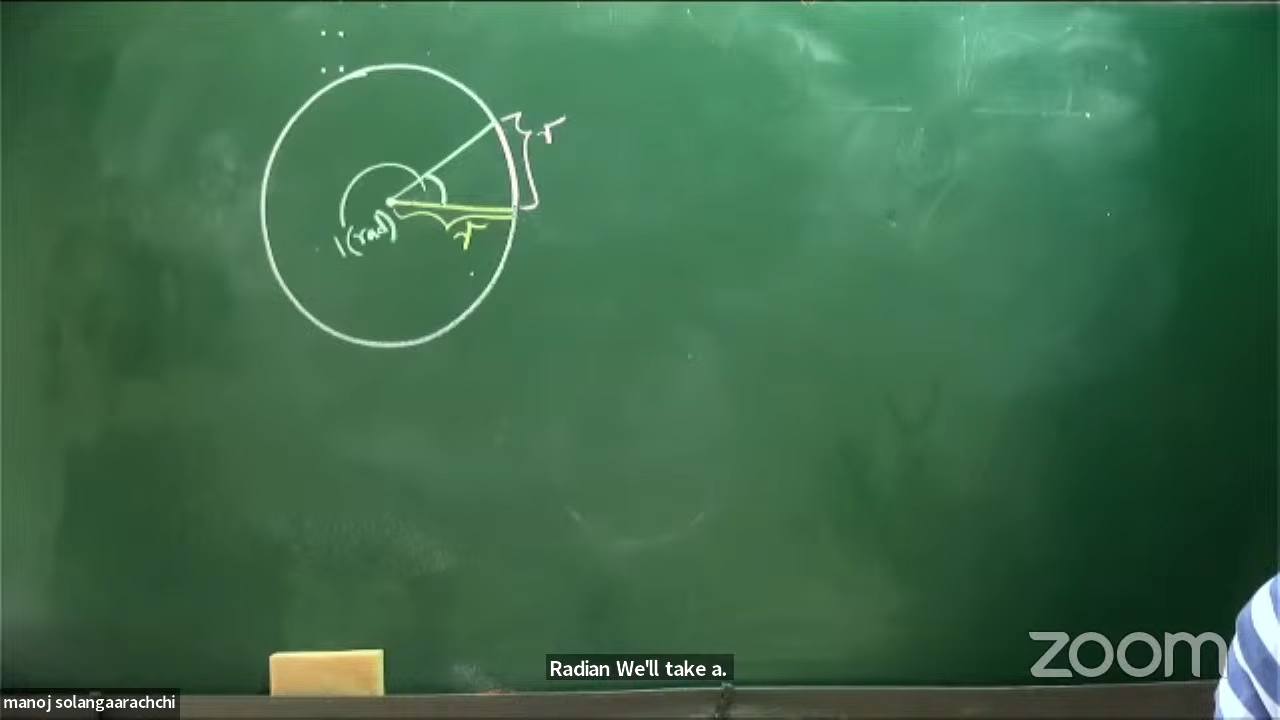 r
1(rad)
r
Radian We'll take a.
zoom
manoj solangaarachchi